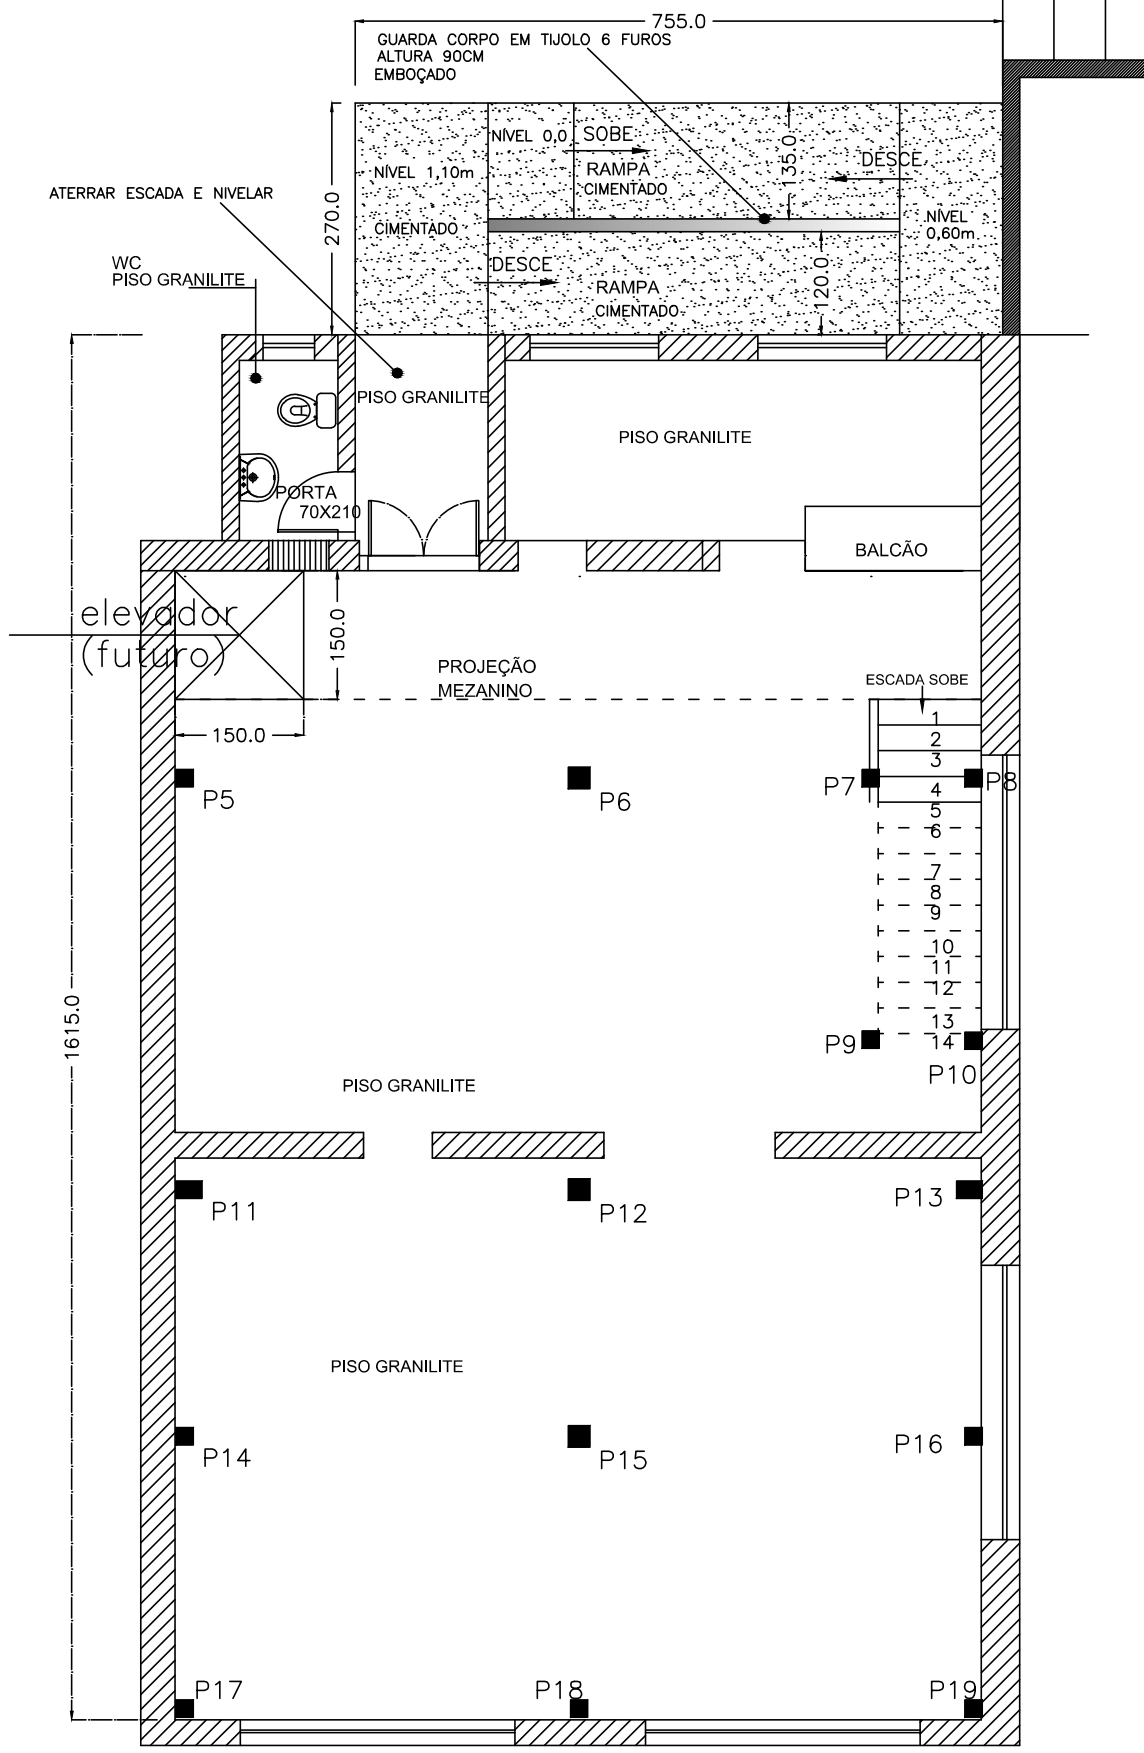 755.0
GUARDA CORPO EM TIJOLO 6 FUROS
ALTURA 90CM
EMBOÇADO
NÍVEL 0,0
SOBE
135.0
DESCE
RAMPA
CIMENTADO
NÍVEL 1,10m
ATERRAR ESCADA E NIVELAR
270.0
CIMENTADO
NÍVEL
0,60m
DESCE
120.0
RAMPA
CIMENTADO
WC
PISO GRANILITE
PISO GRANILITE
PISO GRANILITE
PORTA
70X210
BALCÃO
elevador
(futuro)
150.0
PROJEÇÃO
MEZANINO
ESCADA SOBE
150.0
1
2
3
4
5
6
7
8
9
10
11
12
13
14
P5
P6
P7
P8
1615.0
P9
P10
PISO GRANILITE
P11
P12
P13
PISO GRANILITE
P14
P15
P16
P17
P18
P19